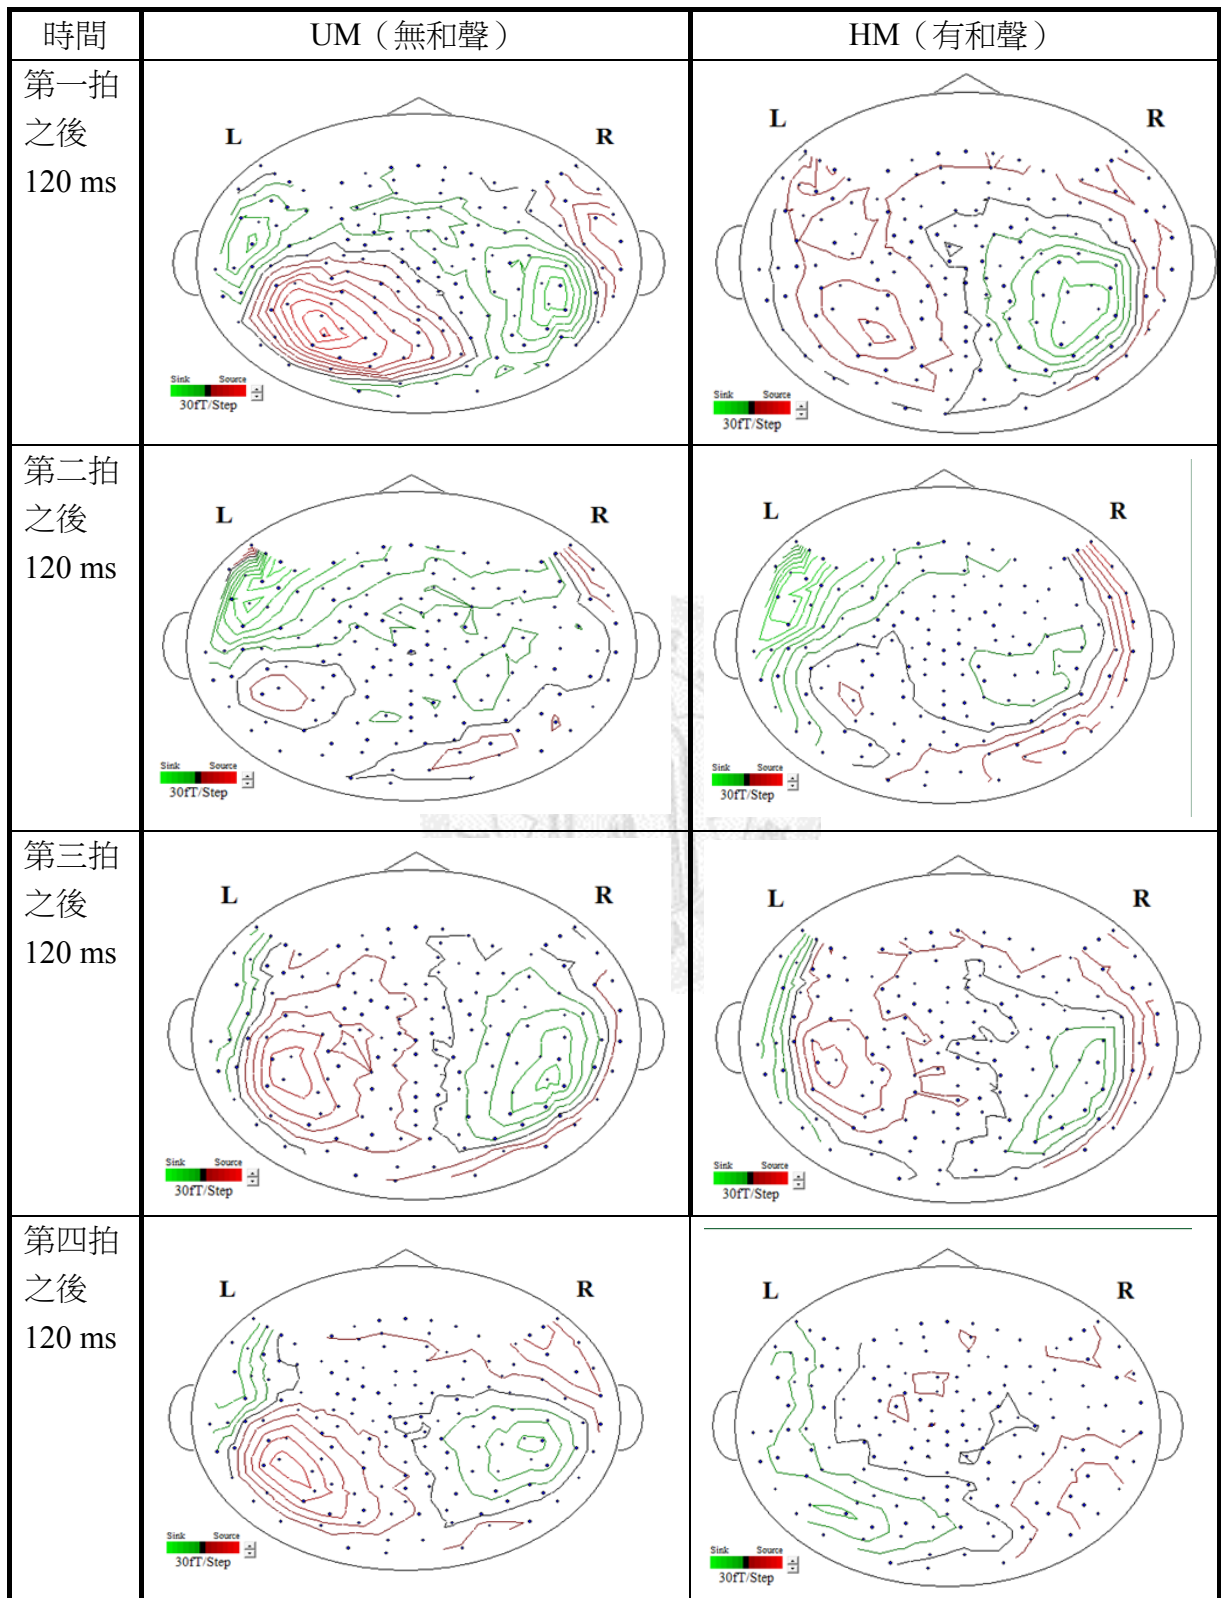 時間 UM（無和聲） HM（有和聲）
第一拍
之後
120 ms
L R
Sink Source
30fT/Step
L R
Sink Source
30fT/Step
第二拍
之後
120 ms
L R
Sink Source
30fT/Step
L R
Sink Source
30fT/Step
第三拍
之後
120 ms
L R
Sink Source
30fT/Step
L R
Sink Source
30fT/Step
第四拍
之後
120 ms
L R
Sink Source
30fT/Step
L R
Sink Source
30fT/Step